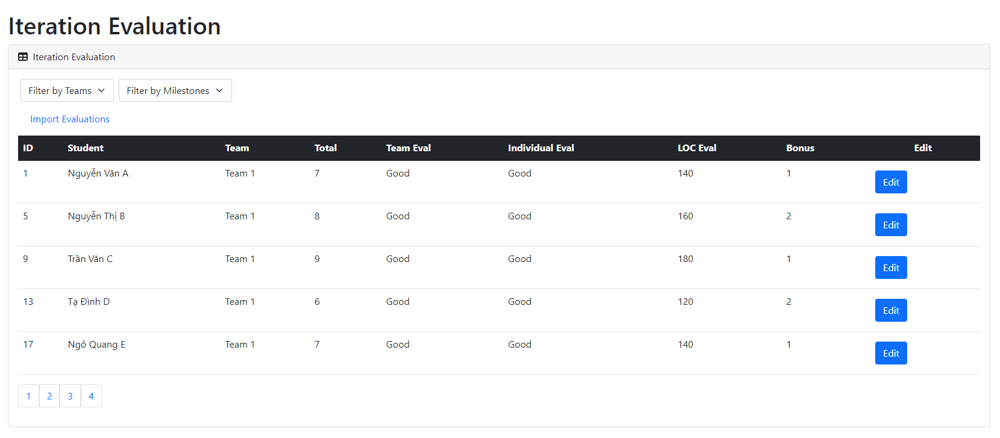 Iteration Evaluation
Iteration Evaluation
Filter by Teams Filter by Milestones
Import Evaluations
ID Student Team Total Team Eval Individual Eval LOC Eval Bonus Edit
1 Nguyễn Văn A Team 1 7 Good Good 140 1 Edit
5 Nguyễn Thị B Team 1 8 Good Good 160 2 Edit
9 Trần Văn C Team 1 9 Good Good 180 1 Edit
13 Tạ Đình D Team 1 6 Good Good 120 2 Edit
17 Ngô Quang E Team 1 7 Good Good 140 1 Edit
1 2 3 4